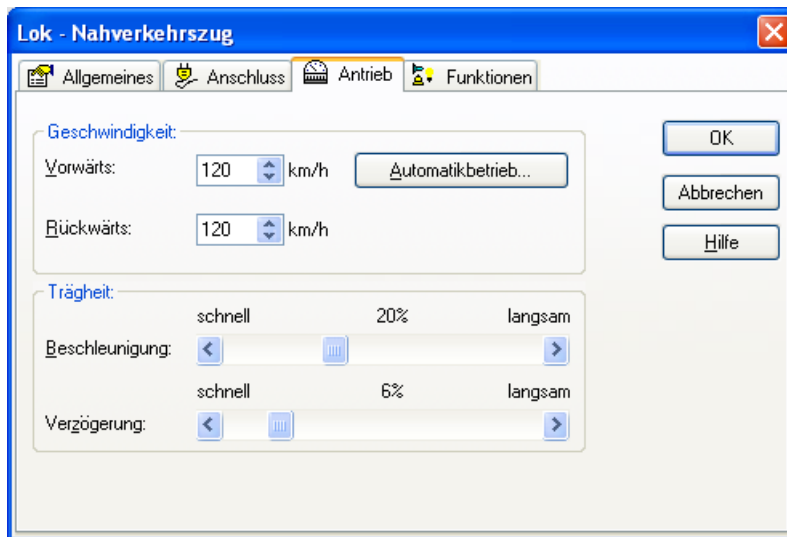 Lok - Nahverkehrszug
Allgemeines Anschluss Antrieb Funktionen
Geschwindigkeit:
Vorwärts: 120 km/h Automatikbetrieb...
Rückwärts: 120 km/h
OK
Abbrechen
Hilfe
Trägheit:
schnell 20% langsam
Beschleunigung:
schnell 6% langsam
Verzögerung: